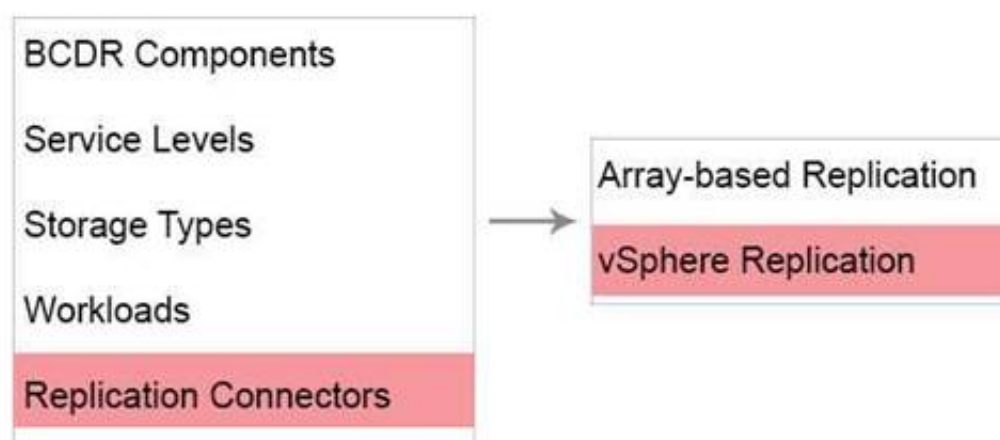 BCDR Components
Service Levels
Storage Types
Workloads
Replication Connectors
Array-based Replication
vSphere Replication